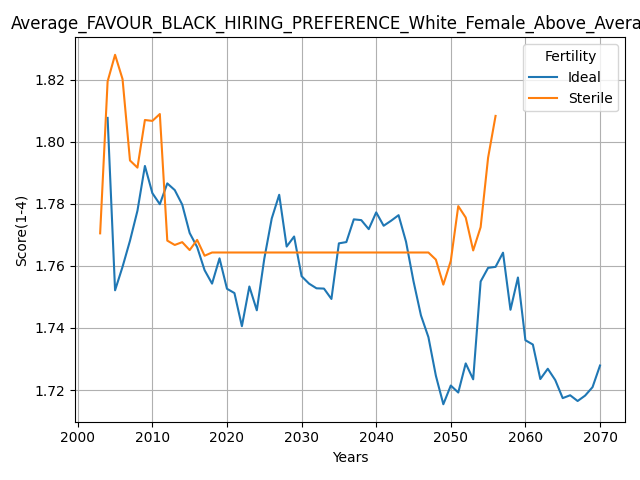 Average_FAVOUR_BLACK_HIRING_PREFERENCE_White_Female_Above_Avera
Fertility
Ideal
Sterile
1.82
1.80
1.78
1.76
1.74
1.72
Score(1-4)
2000 2010 2020 2030 2040 2050 2060 2070
Years